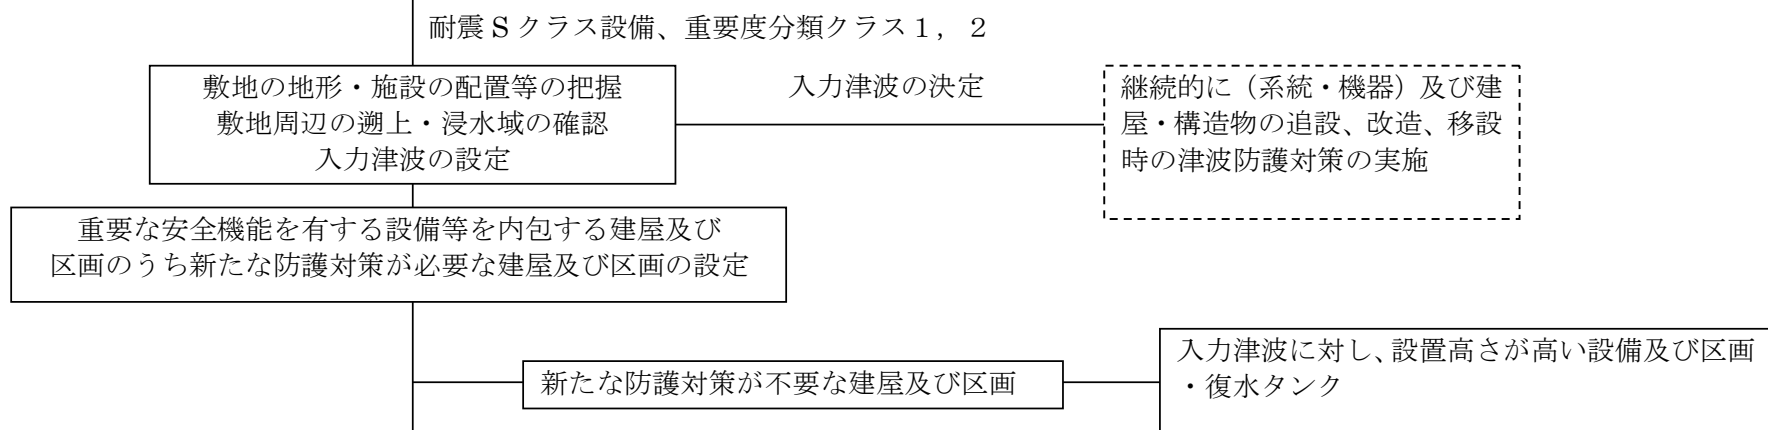 耐震 S クラス設備、重要度分類クラス１，２
敷地の地形・施設の配置等の把握
敷地周辺の遡上・浸水域の確認
入力津波の設定
入力津波の決定
継続的に（系統・機器）及び建
屋・構造物の追設、改造、移設
時の津波防護対策の実施
重要な安全機能を有する設備等を内包する建屋及び
区画のうち新たな防護対策が必要な建屋及び区画の設定
新たな防護対策が不要な建屋及び区画
入力津波に対し、設置高さが高い設備及び区画
・復水タンク